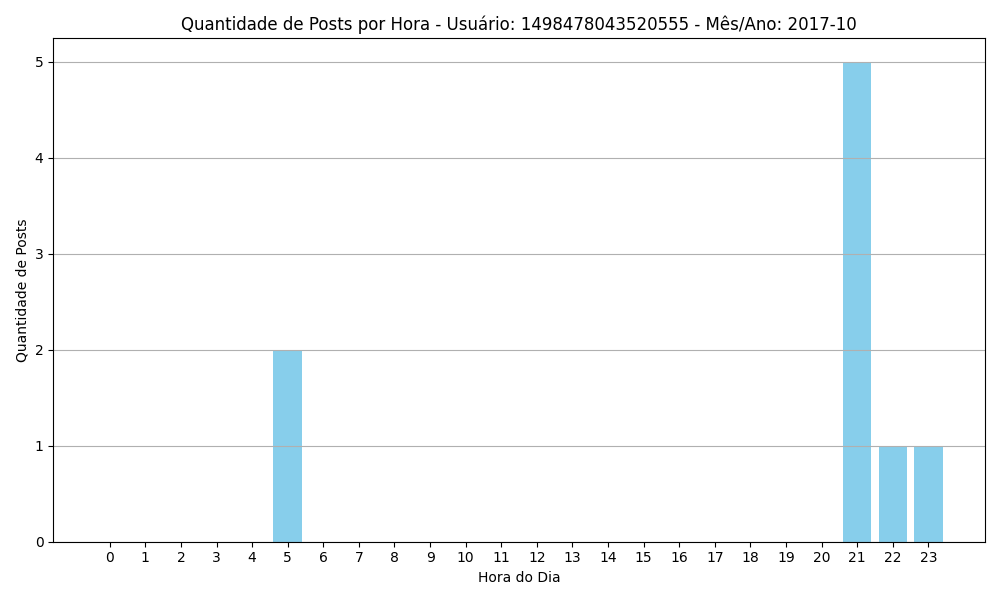 Quantidade de Posts por Hora - Usuário: 1498478043520555 - Mês/Ano: 2017-10
Quantidade de Posts
5
4
3
2
1
0
0 1 2 3 4 5 6 7 8 9 10 11 12 13 14 15 16 17 18 19 20 21 22 23
Hora do Dia